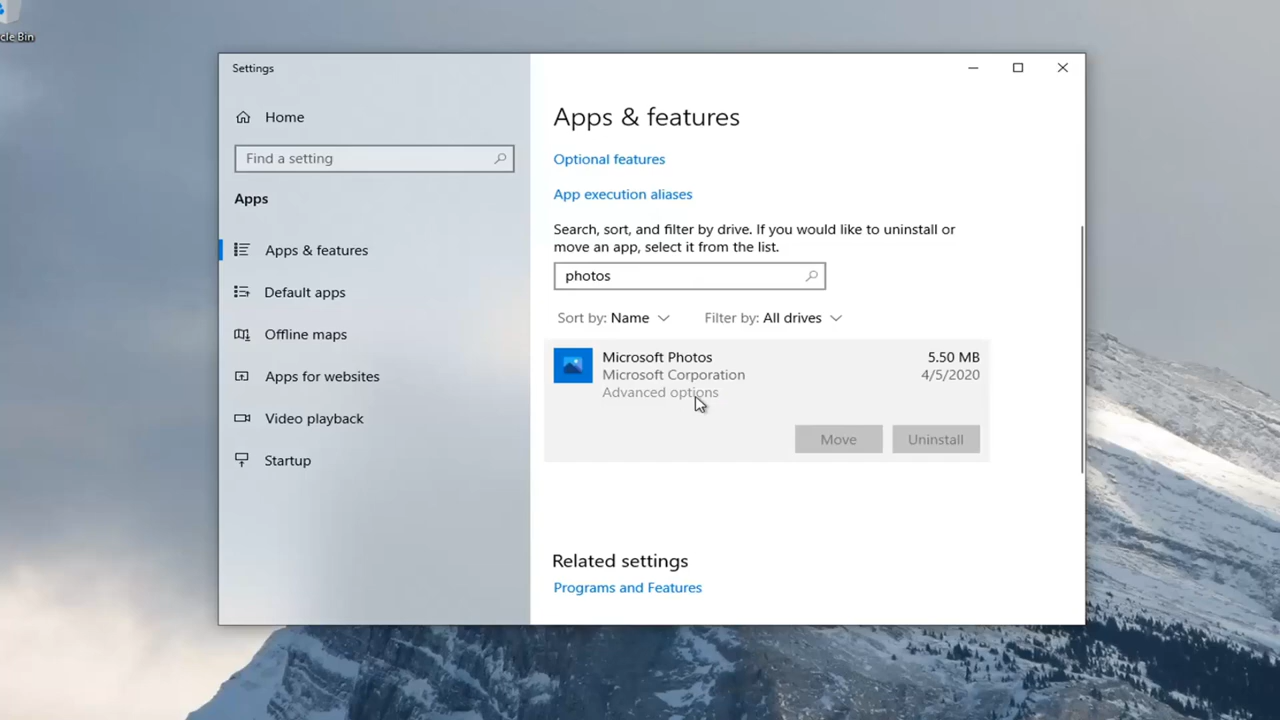 cle Bin
Settings
Home
Find a setting
Apps
Apps & features
Default apps
Offline maps
Apps for websites
Video playback
Startup
Apps & features
Optional features
App execution aliases
Search, sort, and filter by drive. If you would like to uninstall or
move an app, select it from the list.
photos
Sort by: Name Filter by: All drives
Microsoft Photos 5.50 MB
Microsoft Corporation 4/5/2020
Advanced options
Move Uninstall
Related settings
Programs and Features